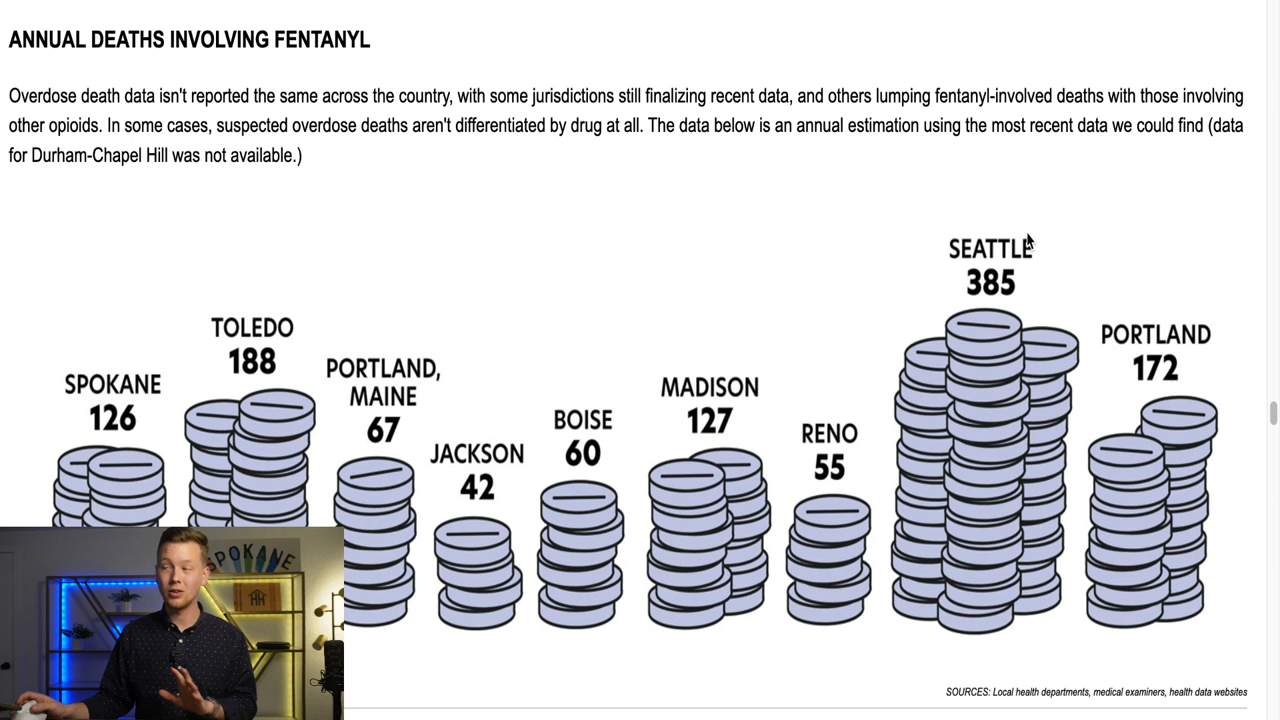 ANNUAL DEATHS INVOLVING FENTANYL
Overdose death data isn't reported the same across the country, with some jurisdictions still finalizing recent data, and others lumping fentanyl-involved deaths with those involving
other opioids. In some cases, suspected overdose deaths aren't differentiated by drug at all. The data below is an annual estimation using the most recent data we could find (data
for Durham-Chapel Hill was not available.)
SPOKANE
126
TOLEDO
188
PORTLAND,
MAINE
67
JACKSON
42
BOISE
60
MADISON
127
RENO
55
SEATTLE
385
PORTLAND
172
SPOKANE
HH
SOURCES: Local health departments, medical examiners, health data websites